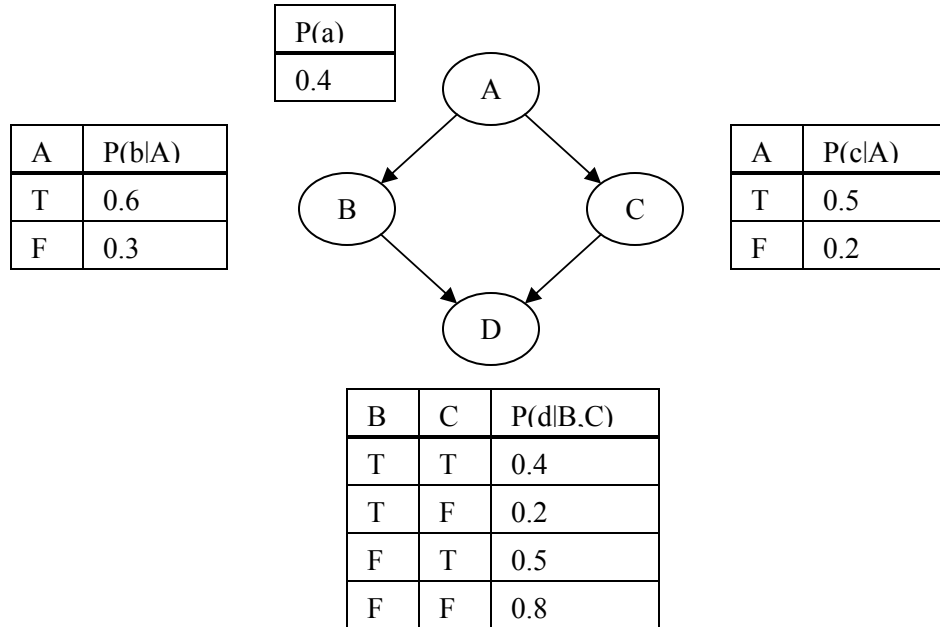 P(a)
0.4
A
A P(b|A)
T 0.6
F 0.3
A P(c|A)
T 0.5
F 0.2
B
C
D
B C P(d|B,C)
T T 0.4
T F 0.2
F T 0.5
F F 0.8